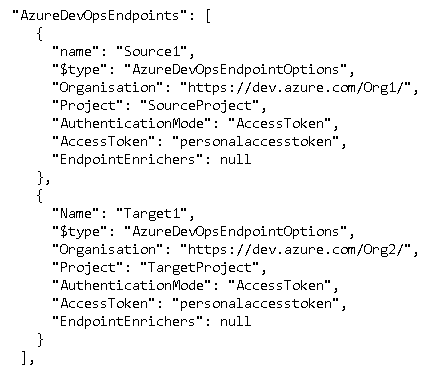 "AzureDevOpsEndpoints": [
{
"name": "Source1",
"$type": "AzureDevOpsEndpointOptions",
"Organisation": "https://dev.azure.com/Org1/",
"Project": "SourceProject",
"AuthenticationMode": "AccessToken",
"AccessToken": "personalaccesstoken",
"EndpointEnrichers": null
},
{
"Name": "Target1",
"$type": "AzureDevOpsEndpointOptions",
"Organisation": "https://dev.azure.com/Org2/",
"Project": "TargetProject",
"AuthenticationMode": "AccessToken",
"AccessToken": "personalaccesstoken",
"EndpointEnrichers": null
}
],